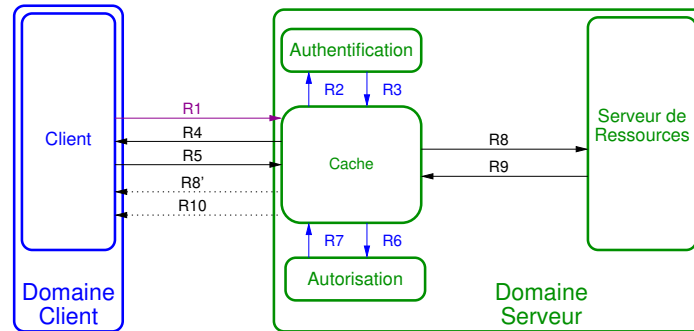 Authentification
R2
R3
R1
Client
R4
R5
R8'
R10
Cache
R8
R9
Serveur de
Ressources
R7
R6
Autorisation
Domaine
Client
Domaine
Serveur